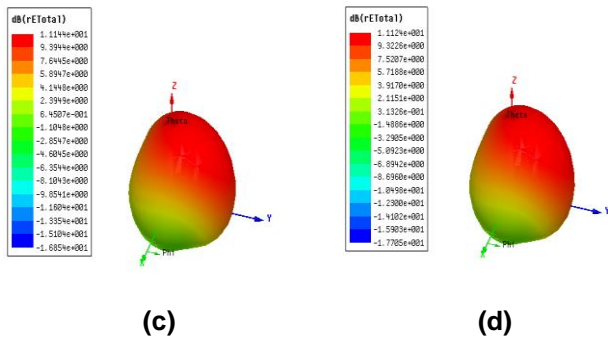 dB(rETotal)
1.1144e+001
9.3944e+000
7.6445e+000
5.8947e+000
4.1448e+000
2.3949e+000
6.4507e-001
-1.1048e+000
-2.8547e+000
-4.6045e+000
-6.3544e+000
-8.1043e+000
-9.8541e+000
-1.1604e+001
-1.3354e+001
-1.5104e+001
-1.6854e+001
Z
Theta
Y
X
Phi
(c)
dB(rETotal)
1.1124e+001
9.3228e+000
7.5207e+000
5.7188e+000
3.9170e+000
2.1151e+000
3.1326e-001
-1.4886e+000
-3.2905e+000
-5.0923e+000
-6.8942e+000
-8.6960e+000
-1.0498e+001
-1.2300e+001
-1.4102e+001
-1.5903e+001
-1.7705e+001
Z
Theta
Y
X
Phi
(d)